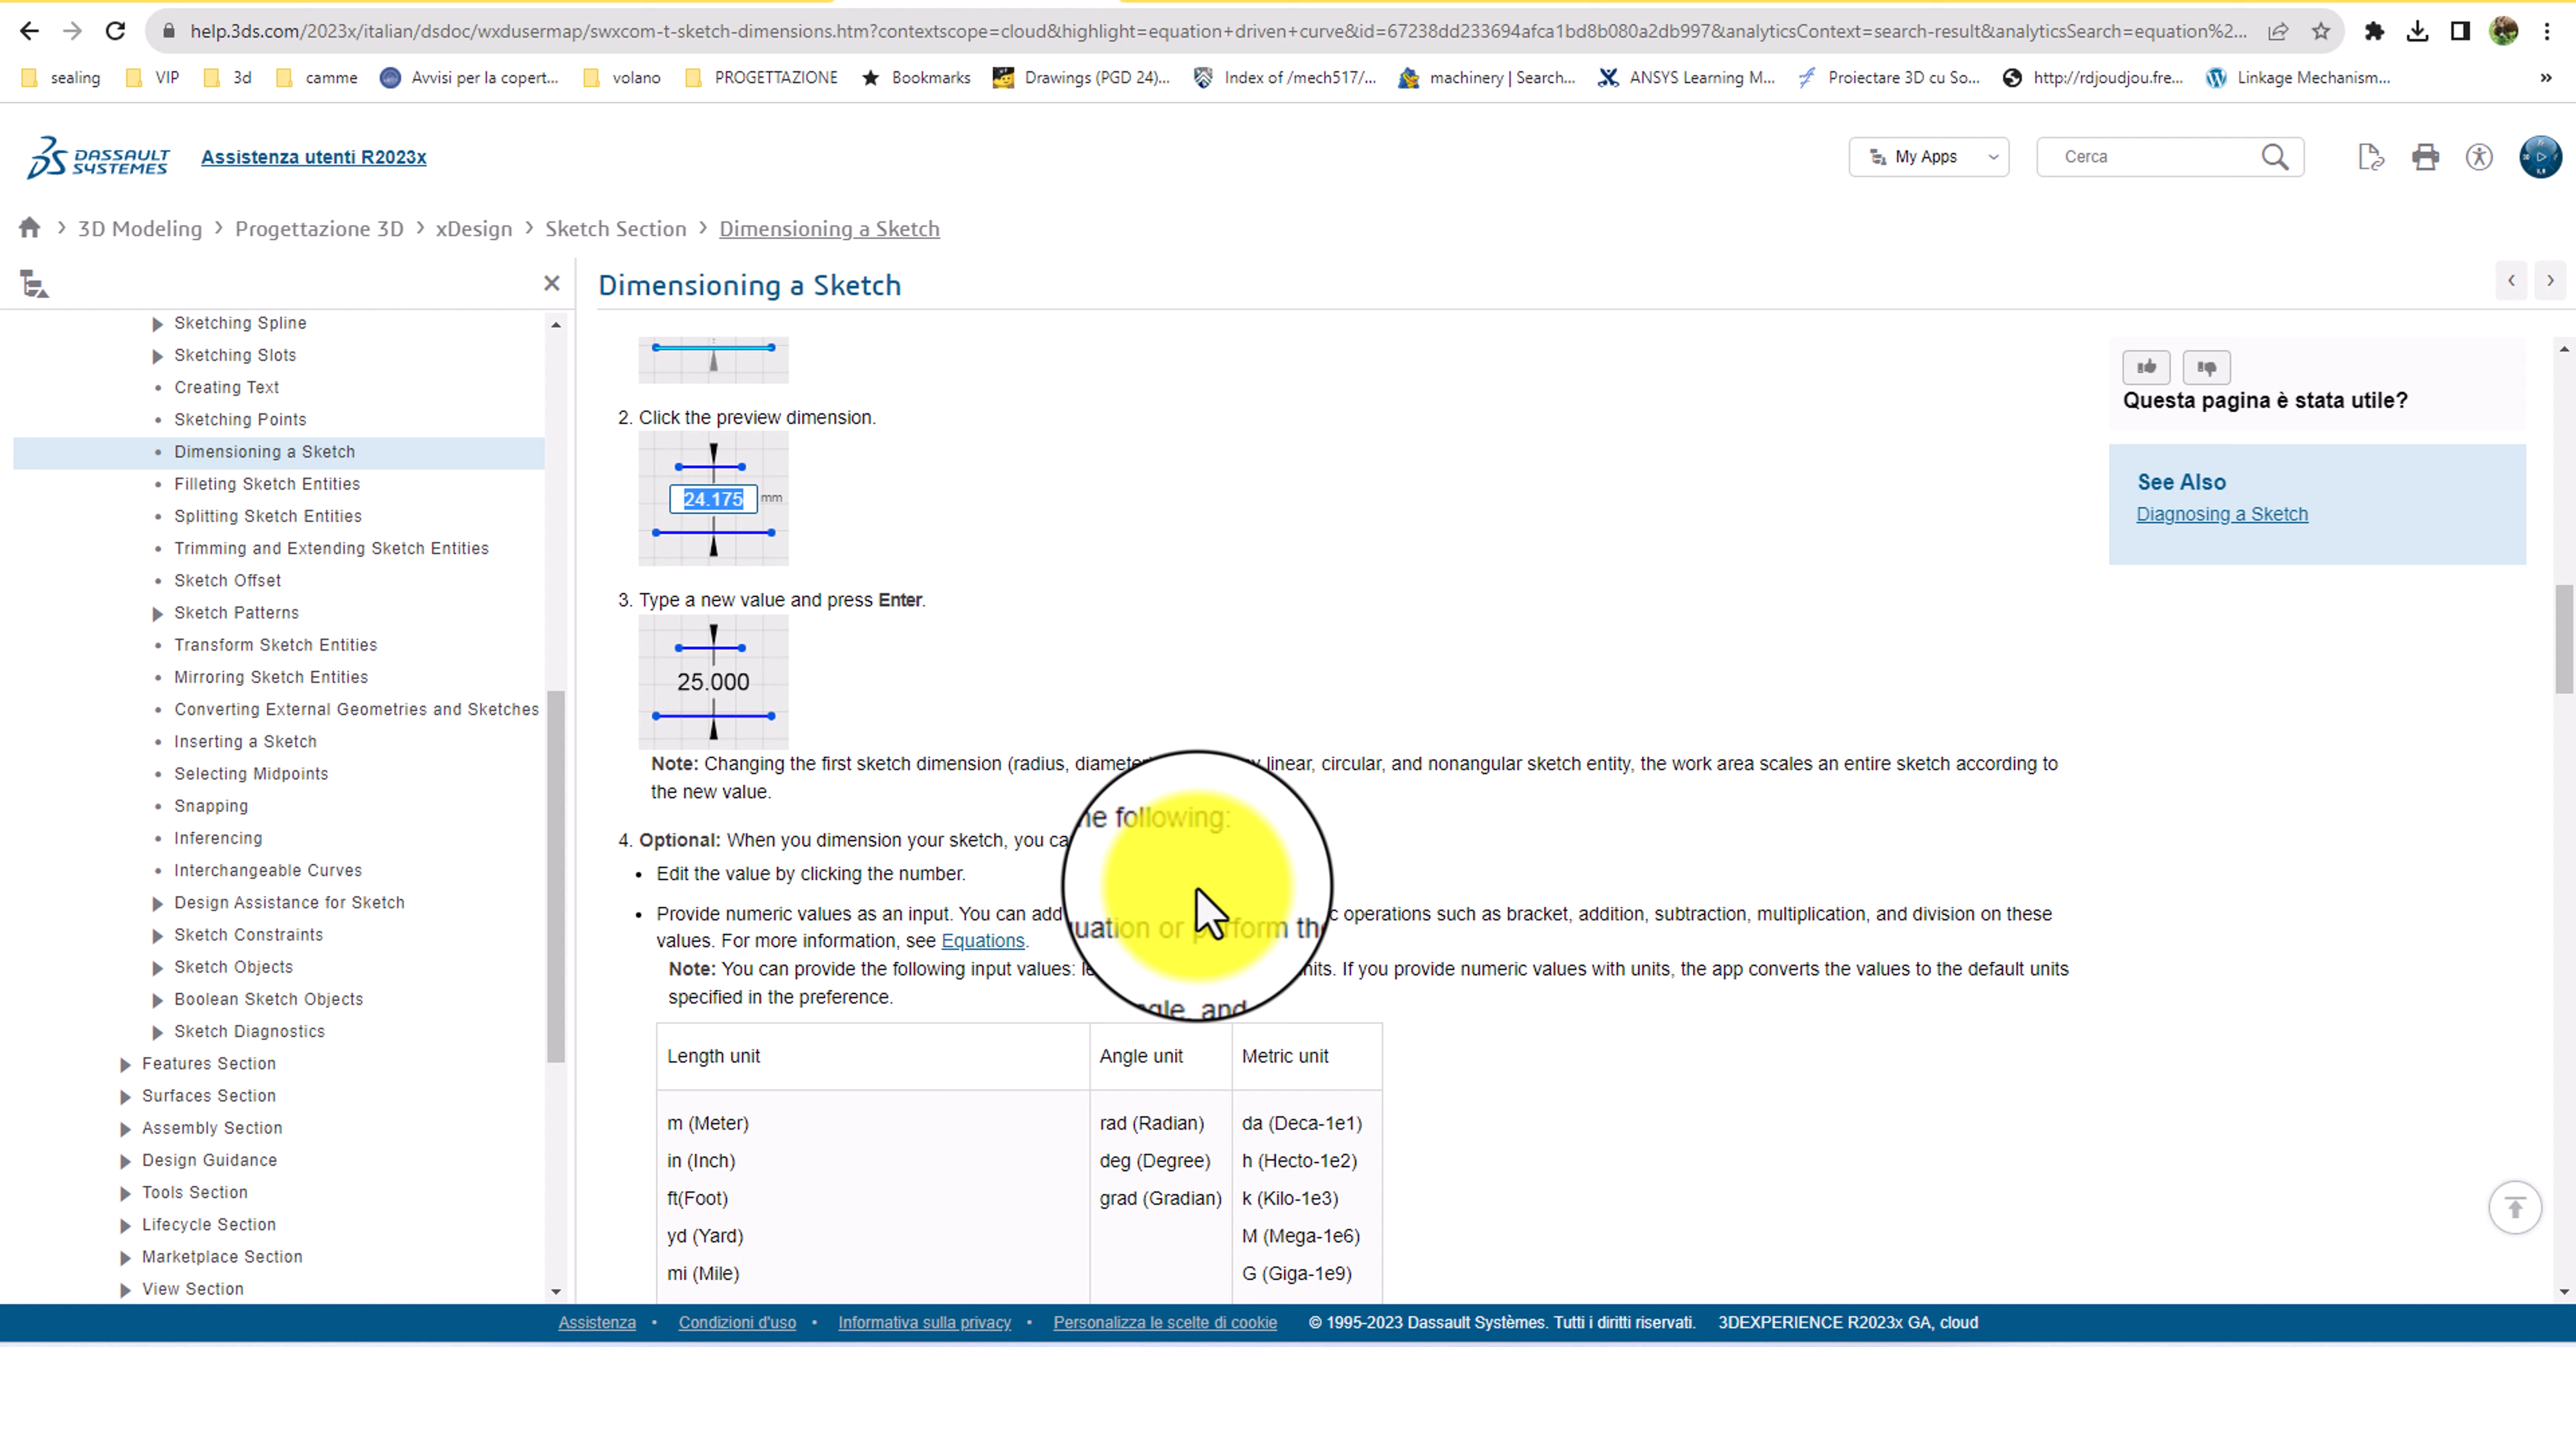 help.3ds.com/2023x/italian/dsdoc/wxdusermap/swxcom-t-sketch-dimensions.htm?contextscope=cloud&highlight=equation+driven+curve&id=67238dd233694afca1bd8b080a2db997&analyticsContext=search-result&analyticsSearch=equation%2...
sealing VIP 3d camme Avvisi per la copert... volano PROGETTAZIONE Bookmarks Drawings (PGD 24)... Index of /mech517/... machinery | Search... ANSYS Learning M... Proiectare 3D cu So... http://rdjoudjou.fre... Linkage Mechanism... »
DASSAULT SYSTEMES Assistenza utenti R2023x My Apps Cerca
3D Modeling > Progettazione 3D > xDesign > Sketch Section > Dimensioning a Sketch
Sketching Spline
Sketching Slots
Creating Text
Sketching Points
Dimensioning a Sketch
Filleting Sketch Entities
Splitting Sketch Entities
Trimming and Extending Sketch Entities
Sketch Offset
Sketch Patterns
Transform Sketch Entities
Mirroring Sketch Entities
Converting External Geometries and Sketches
Inserting a Sketch
Selecting Midpoints
Snapping
Inferencing
Interchangeable Curves
Design Assistance for Sketch
Sketch Constraints
Sketch Objects
Boolean Sketch Objects
Sketch Diagnostics
Features Section
Surfaces Section
Assembly Section
Design Guidance
Tools Section
Lifecycle Section
Marketplace Section
View Section
Dimensioning a Sketch
2. Click the preview dimension.
24.175 mm
3. Type a new value and press Enter.
25.000
Note: Changing the first sketch dimension (radius, linear, circular, and nonangular sketch entity, the work area scales an entire sketch according to
the new value.
he following:
4. Optional: When you dimension your sketch, you
• Edit the value by clicking the number.
• Provide numeric values as an input. You can add operations such as bracket, addition, subtraction, multiplication, and division on these
uation or perform th
values. For more information, see Equations.
Note: You can provide the following input values: If you provide numeric values with units, the app converts the values to the default units
specified in the preference.
gle, and
Length unit Angle unit Metric unit
m (Meter) rad (Radian) da (Deca-1e1)
in (Inch) deg (Degree) h (Hecto-1e2)
ft(Foot) grad (Gradian) k (Kilo-1e3)
yd (Yard) M (Mega-1e6)
mi (Mile) G (Giga-1e9)
Questa pagina è stata utile?
See Also
Diagnosing a Sketch
Assistenza • Condizioni d'uso • Informativa sulla privacy • Personalizza le scelte di cookie © 1995-2023 Dassault Systèmes. Tutti i diritti riservati. 3DEXPERIENCE R2023x GA, cloud